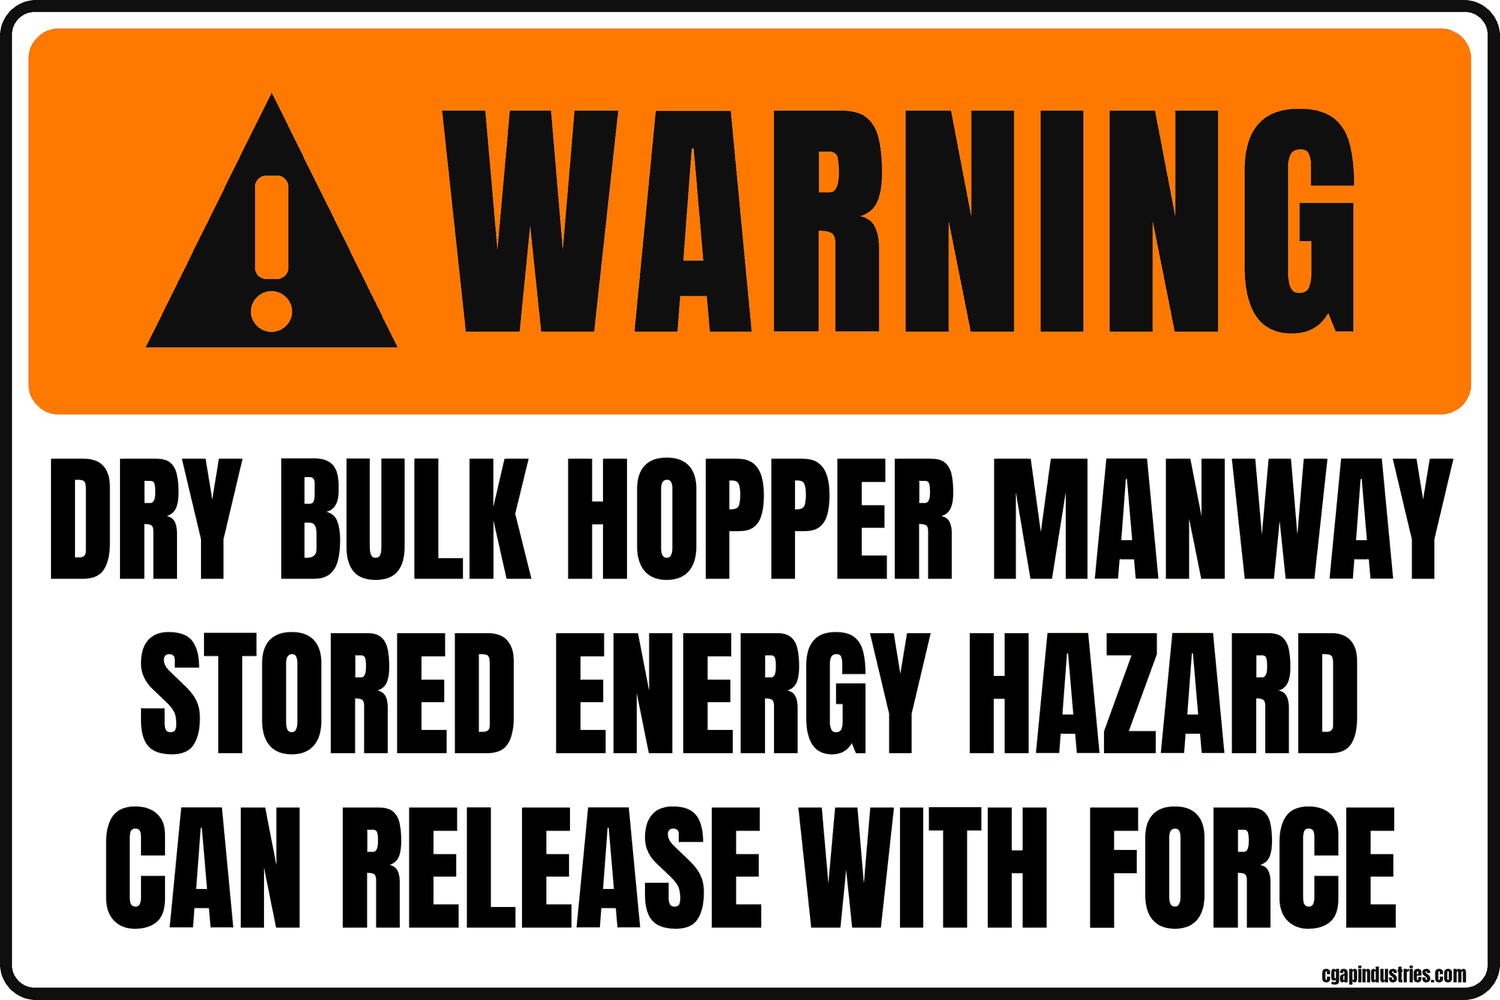 WARNING
DRY BULK HOPPER MANWAY
STORED ENERGY HAZARD
CAN RELEASE WITH FORCE
cgapindustries.com